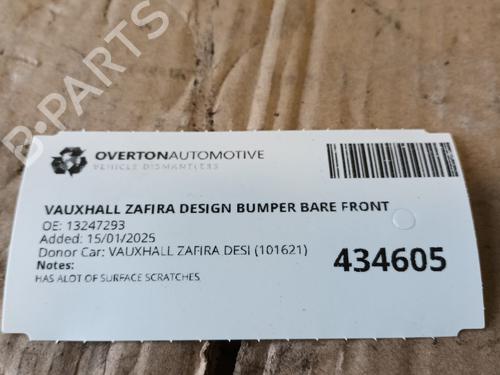 B-PARTS
OVERTONAUTOMOTIVE
VEHICLE DISMANTLERS
VAUXHALL ZAFIRA DESIGN BUMPER BARE FRONT
OE: 13247293
Added: 15/01/2025
Donor Car: VAUXHALL ZAFIRA DESI (101621)
Notes:
HAS ALOT OF SURFACE SCRATCHES
434605